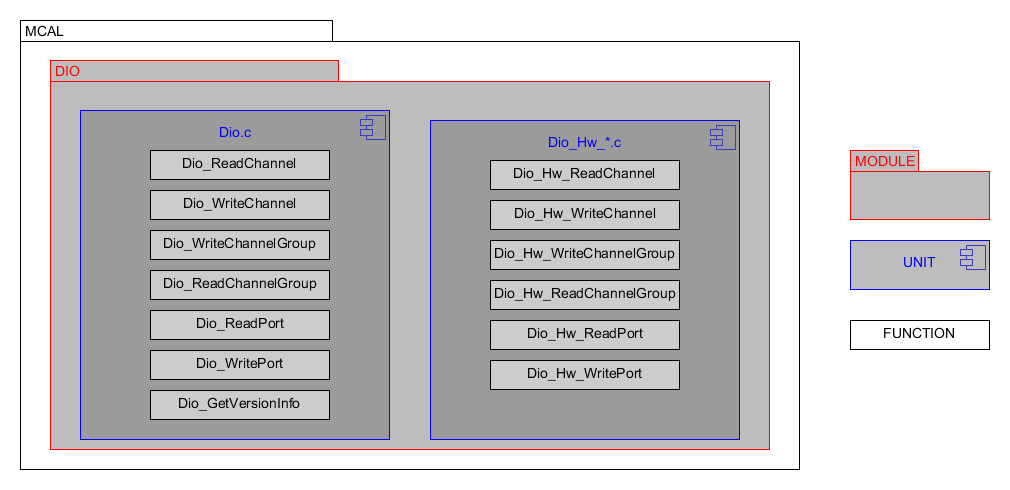 MCAL
DIO
Dio.c
Dio_ReadChannel
Dio_WriteChannel
Dio_WriteChannelGroup
Dio_ReadChannelGroup
Dio_ReadPort
Dio_WritePort
Dio_GetVersionInfo
Dio_Hw_*.c
Dio_Hw_ReadChannel
Dio_Hw_WriteChannel
Dio_Hw_WriteChannelGroup
Dio_Hw_ReadChannelGroup
Dio_Hw_ReadPort
Dio_Hw_WritePort
MODULE
UNIT
FUNCTION